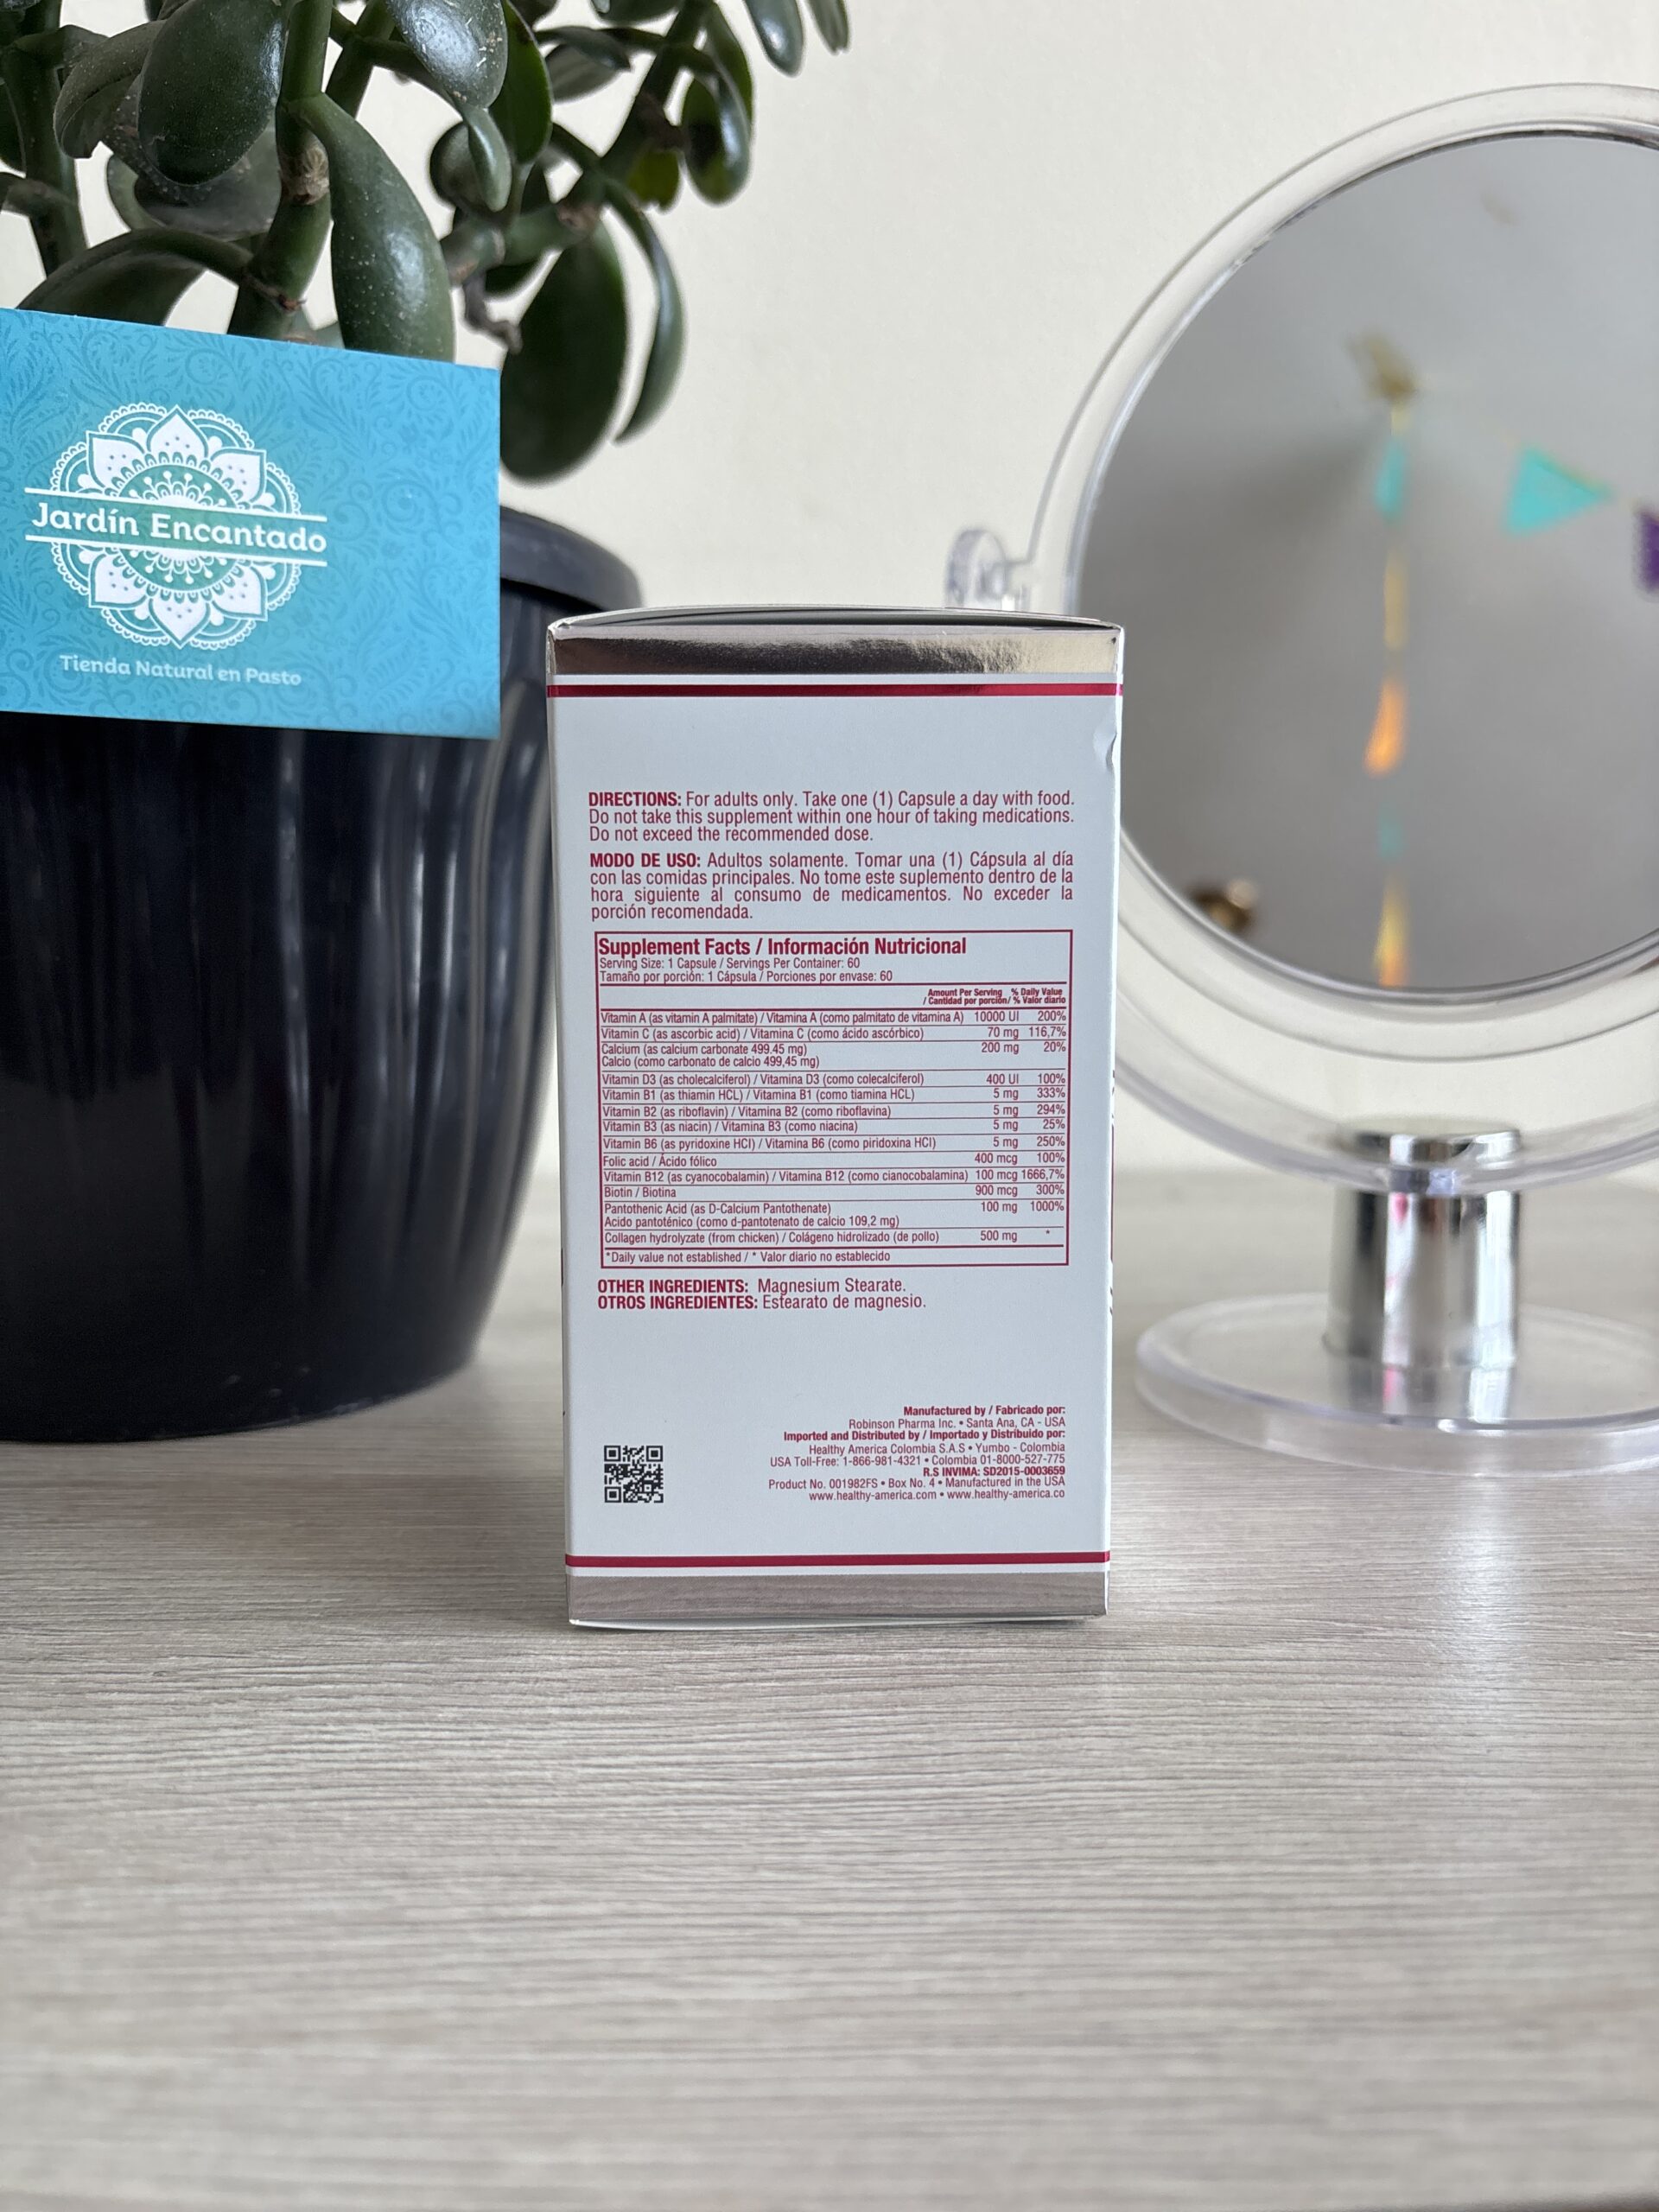 Jardín Encantado
Tienda Natural en Pasto
DIRECTIONS: For adults only. Take one (1) Capsule a day with food.
Do not take this supplement within one hour of taking medications.
Do not exceed the recommended dose.
MODO DE USO: Adultos solamente. Tomar una (1) Cápsula al día
con las comidas principales. No tome este suplemento dentro de la
hora siguiente al consumo de medicamentos. No exceder la
porción recomendada.
Supplement Facts / Información Nutricional
Serving Size: 1 Capsule / Servings Per Container: 60
Tamaño por porción: 1 Cápsula / Porciones por envase: 60
Amount Per Serving % Daily Value
/ Cantidad por porción/ % Valor diario
Vitamin A (as vitamin A palmitate) / Vitamina A (como palmitato de vitamina A) 10000 UI 200%
Vitamin C (as ascorbic acid) / Vitamina C (como ácido ascórbico) 70 mg 116,7%
Calcium (as calcium carbonate 499.45 mg) 200 mg 20%
Calcio (como carbonato de calcio 499,45 mg)
Vitamin D3 (as cholecalciferol) / Vitamina D3 (como colecalciferol) 400 UI 100%
Vitamin B1 (as thiamin HCL) / Vitamina B1 (como tiamina HCL) 5 mg 333%
Vitamin B2 (as riboflavin) / Vitamina B2 (como riboflavina) 5 mg 294%
Vitamin B3 (as niacin) / Vitamina B3 (como niacina) 5 mg 25%
Vitamin B6 (as pyridoxine HCl) / Vitamina B6 (como piridoxina HCl) 5 mg 250%
Folic acid / Ácido fólico 400 mcg 100%
Vitamin B12 (as cyanocobalamin) / Vitamina B12 (como cianocobalamina) 100 mcg 1666,7%
Biotin / Biotina 900 mcg 300%
Pantothenic Acid (as D-Calcium Pantothenate) 100 mg 1000%
Acido pantoténico (como d-pantotenato de calcio 109,2 mg)
Collagen hydrolyzate (from chicken) / Colágeno hidrolizado (de pollo) 500 mg *
*Daily value not established / * Valor diario no establecido
OTHER INGREDIENTS: Magnesium Stearate.
OTROS INGREDIENTES: Estearato de magnesio.
Manufactured by / Fabricado por:
Robinson Pharma Inc. • Santa Ana, CA - USA
Imported and Distributed by / Importado y Distribuido por:
Healthy America Colombia S.A.S • Yumbo - Colombia
USA Toll-Free: 1-866-981-4321 • Colombia 01-8000-527-775
R.S INVIMA: SD2015-0003659
Product No. 001982FS • Box No. 4 • Manufactured in the USA
www.healthy-america.com • www.healthy-america.co